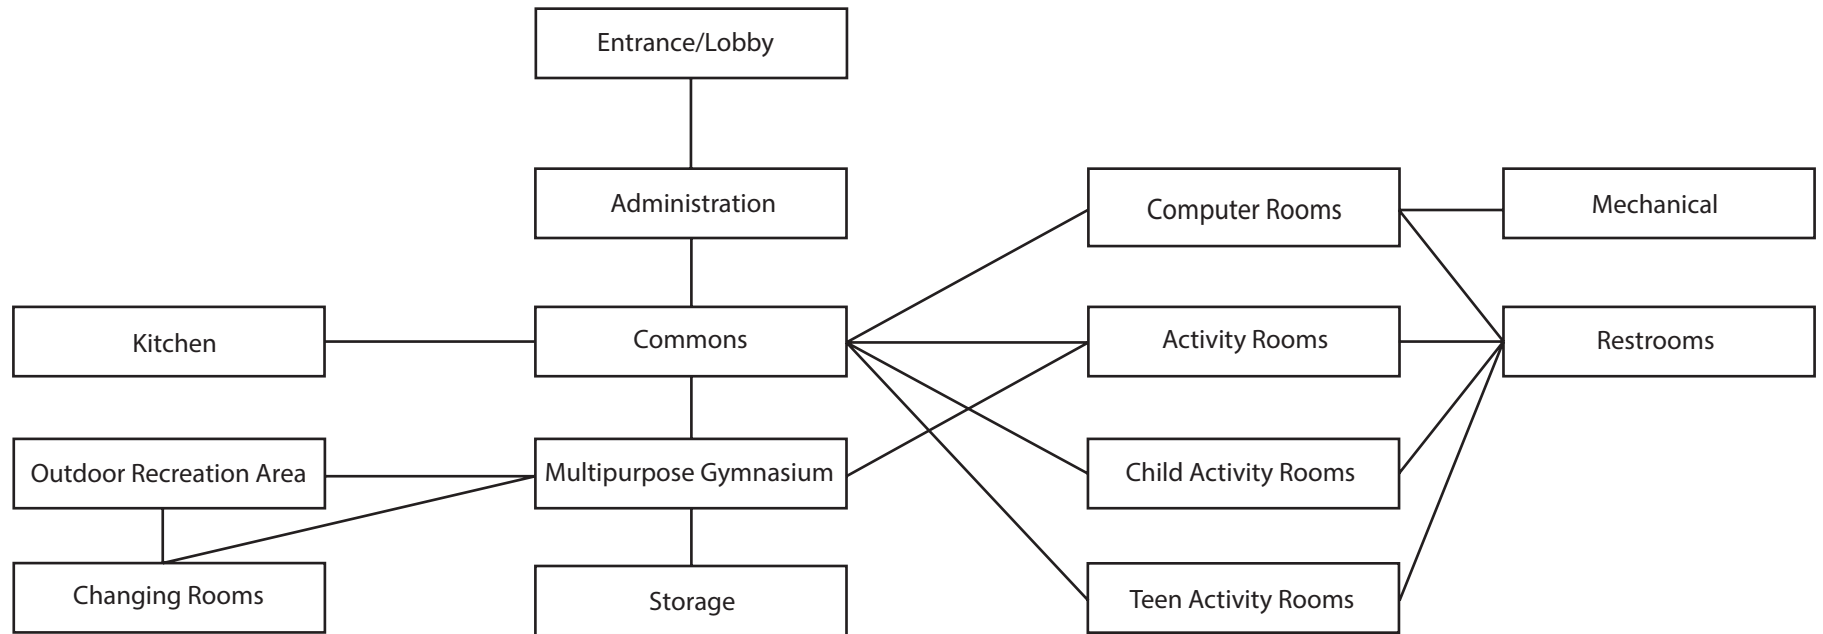 Entrance/Lobby
Administration
Computer Rooms
Mechanical
Kitchen
Commons
Activity Rooms
Restrooms
Outdoor Recreation Area
Multipurpose Gymnasium
Child Activity Rooms
Changing Rooms
Storage
Teen Activity Rooms